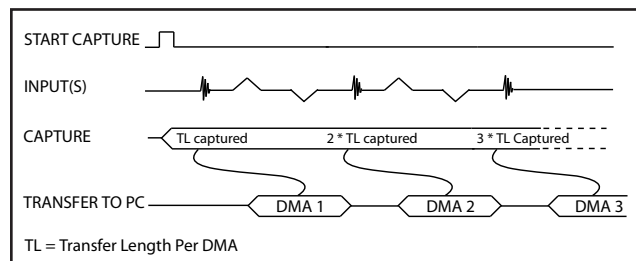 START CAPTURE
INPUT(S)
CAPTURE TL captured 2 * TL captured 3 * TL Captured
TRANSFER TO PC DMA 1 DMA 2 DMA 3
TL = Transfer Length Per DMA